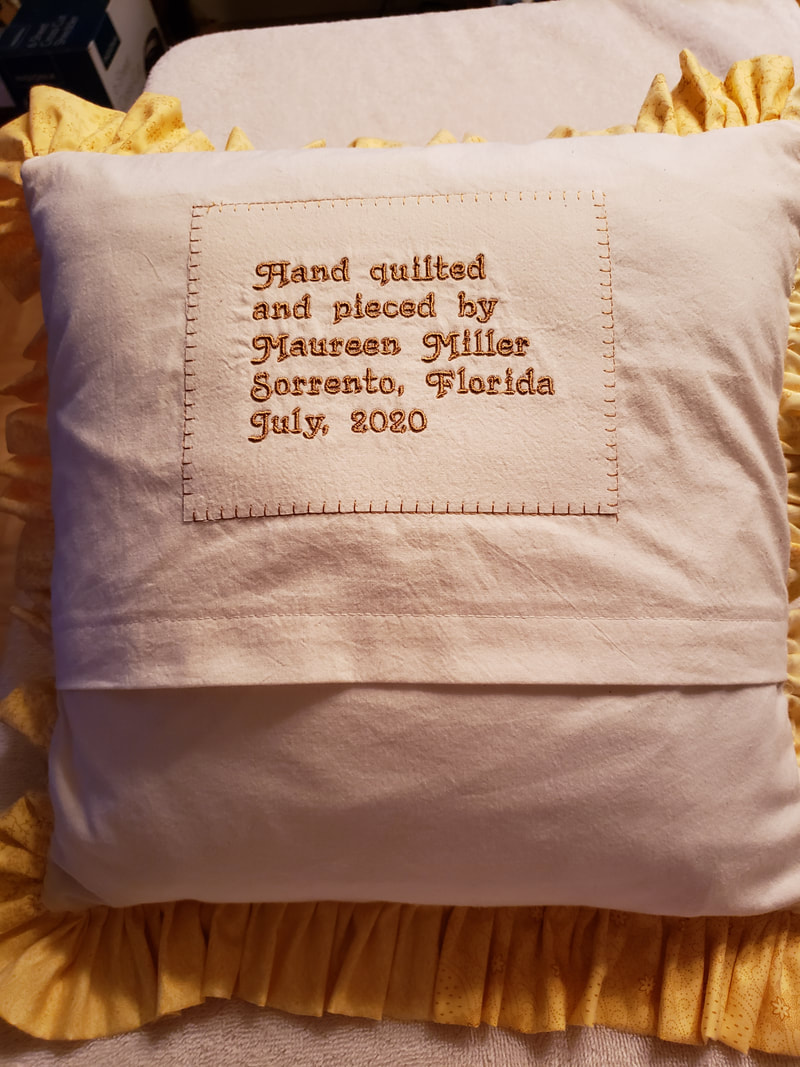 Hand quilted
and pieced by
Maureen Miller
Sorrento, Florida
July, 2020